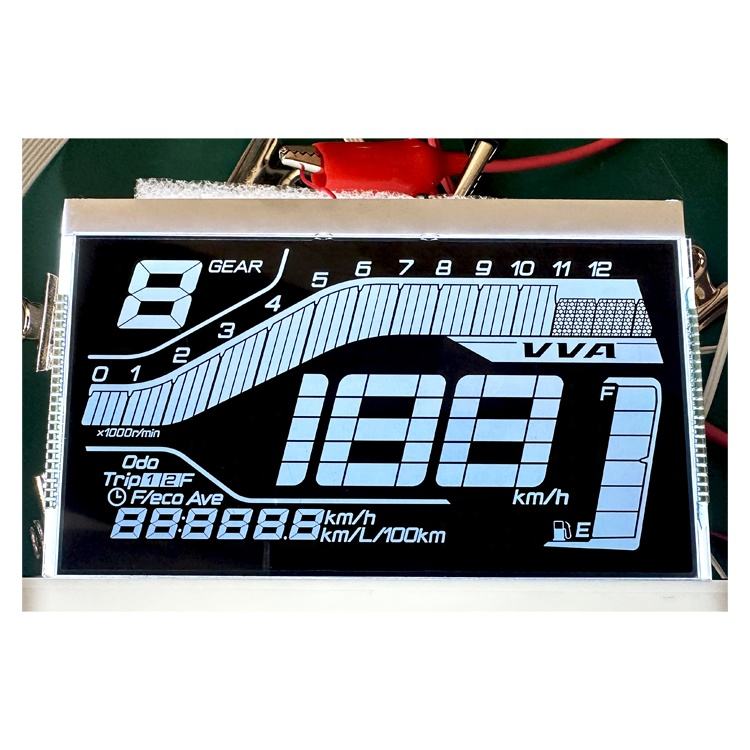 8 GEAR
0 1 2 3 4 5 6 7 8 9 10 11 12
x1000r/min
VVA
188
km/h
F
E
Odo
Trip 1 2 F
F/eco Ave
88:888.8 km/h
km/L/100km